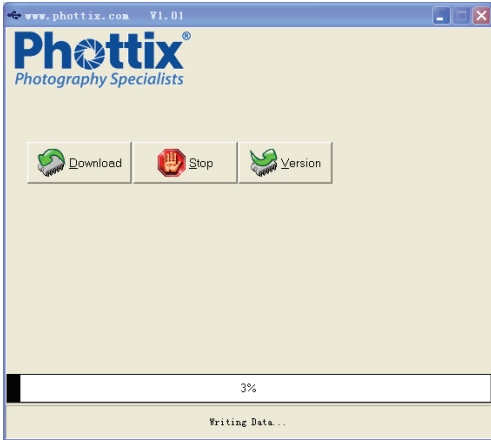 www.phottix.com V1.01
Phottix®
Photography Specialists
Download Stop Version
3%
Writing Data...